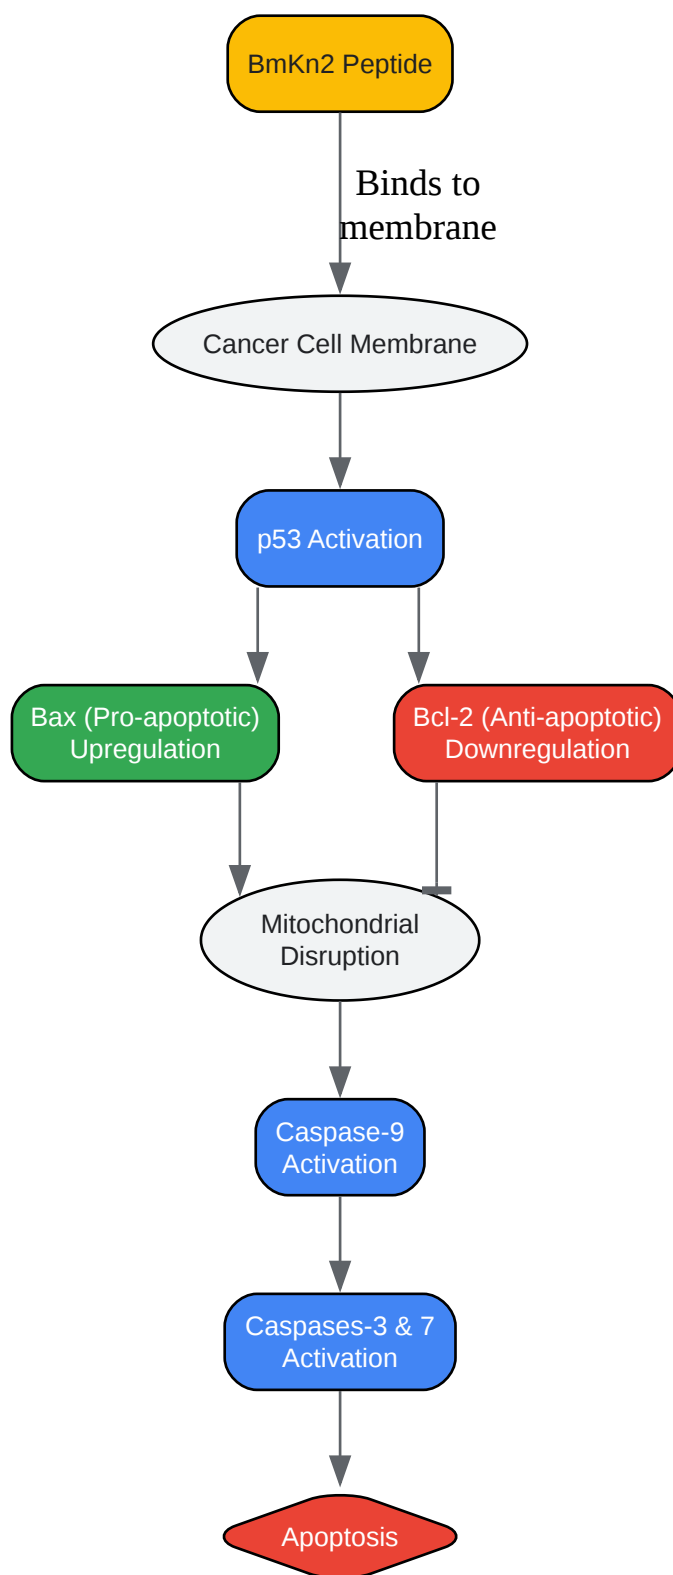 BmKn2 Peptide
Binds to
membrane
Cancer Cell Membrane
p53 Activation
Bax (Pro-apoptotic)
Upregulation
Bcl-2 (Anti-apoptotic)
Downregulation
Mitochondrial
Disruption
Caspase-9
Activation
Caspases-3 & 7
Activation
Apoptosis